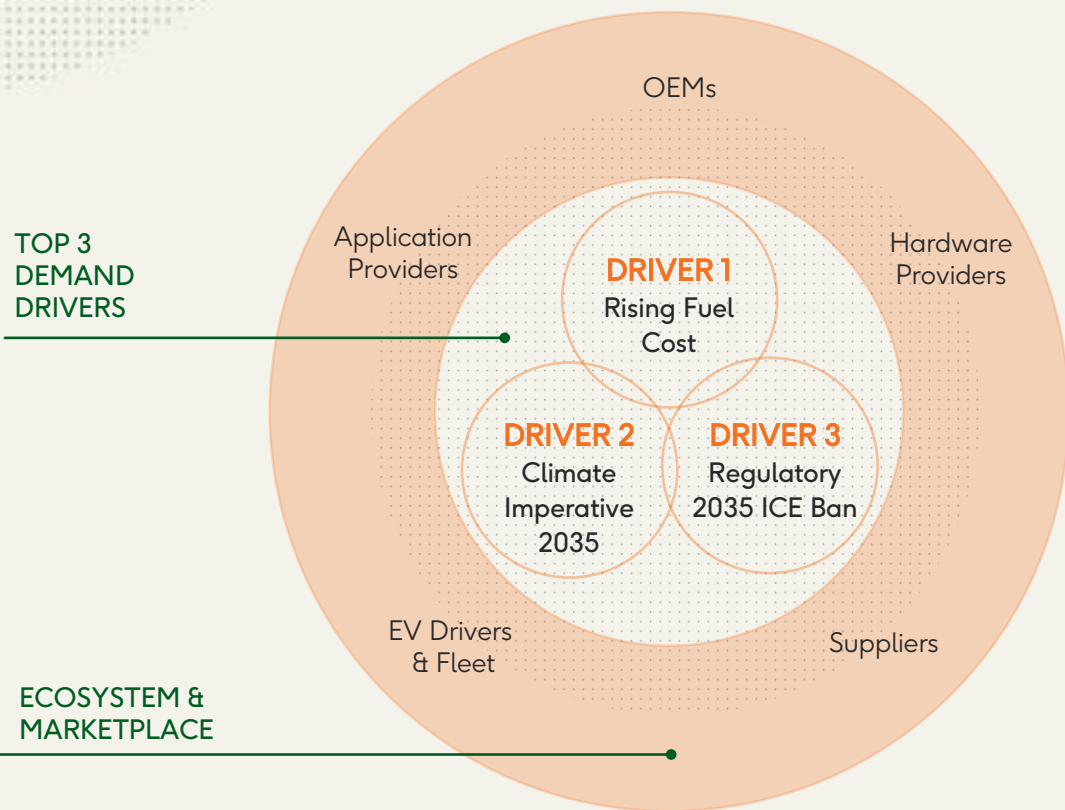 OEMs
Application
Providers
Hardware
Providers
TOP 3
DEMAND
DRIVERS
DRIVER 1
Rising Fuel
Cost
DRIVER 2
Climate
Imperative
2035
DRIVER 3
Regulatory
2035 ICE Ban
EV Drivers
& Fleet
Suppliers
ECOSYSTEM &
MARKETPLACE